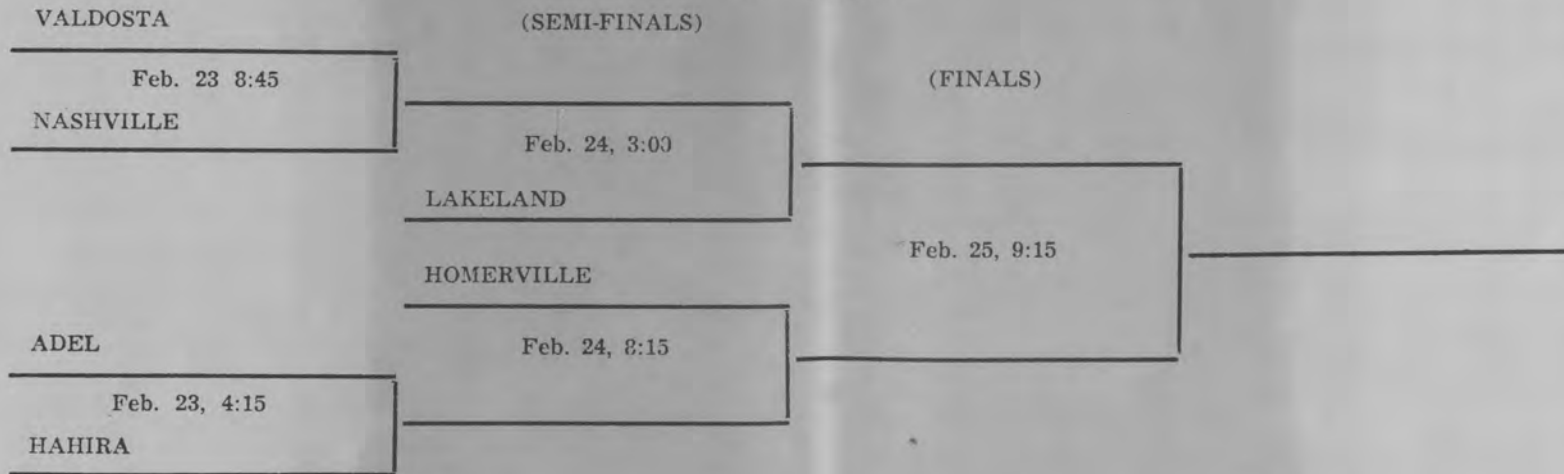 VALDOSTA
(SEMI-FINALS)
Feb. 23 8:45
(FINALS)
NASHVILLE
Feb. 24, 3:00
LAKELAND
Feb. 25, 9:15
HOMERVILLE
ADEL
Feb. 24, 8:15
Feb. 23, 4:15
HAHIRA